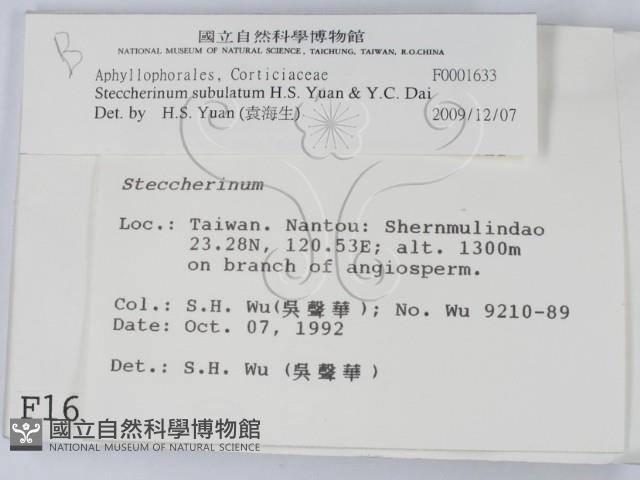 B
國立自然科學博物館
NATIONAL MUSEUM OF NATURAL SCIENCE, TAICHUNG, TAIWAN, R.O.CHINA
Aphyllophorales, Corticiaceae F0001633
Steccherinum subulatum H.S. Yuan & Y.C. Dai
Det. by H.S. Yuan (袁海生) 2009/12/07
Steccherinum
Loc.: Taiwan. Nantou: Shernmulindao
23.28N, 120.53E; alt. 1300m
on branch of angiosperm.
Col.: S.H. Wu(吳聲華); No. Wu 9210-89
Date: Oct. 07, 1992
Det.: S.H. Wu (吳聲華)
F16
國立自然科學博物館
NATIONAL MUSEUM OF NATURAL SCIENCE